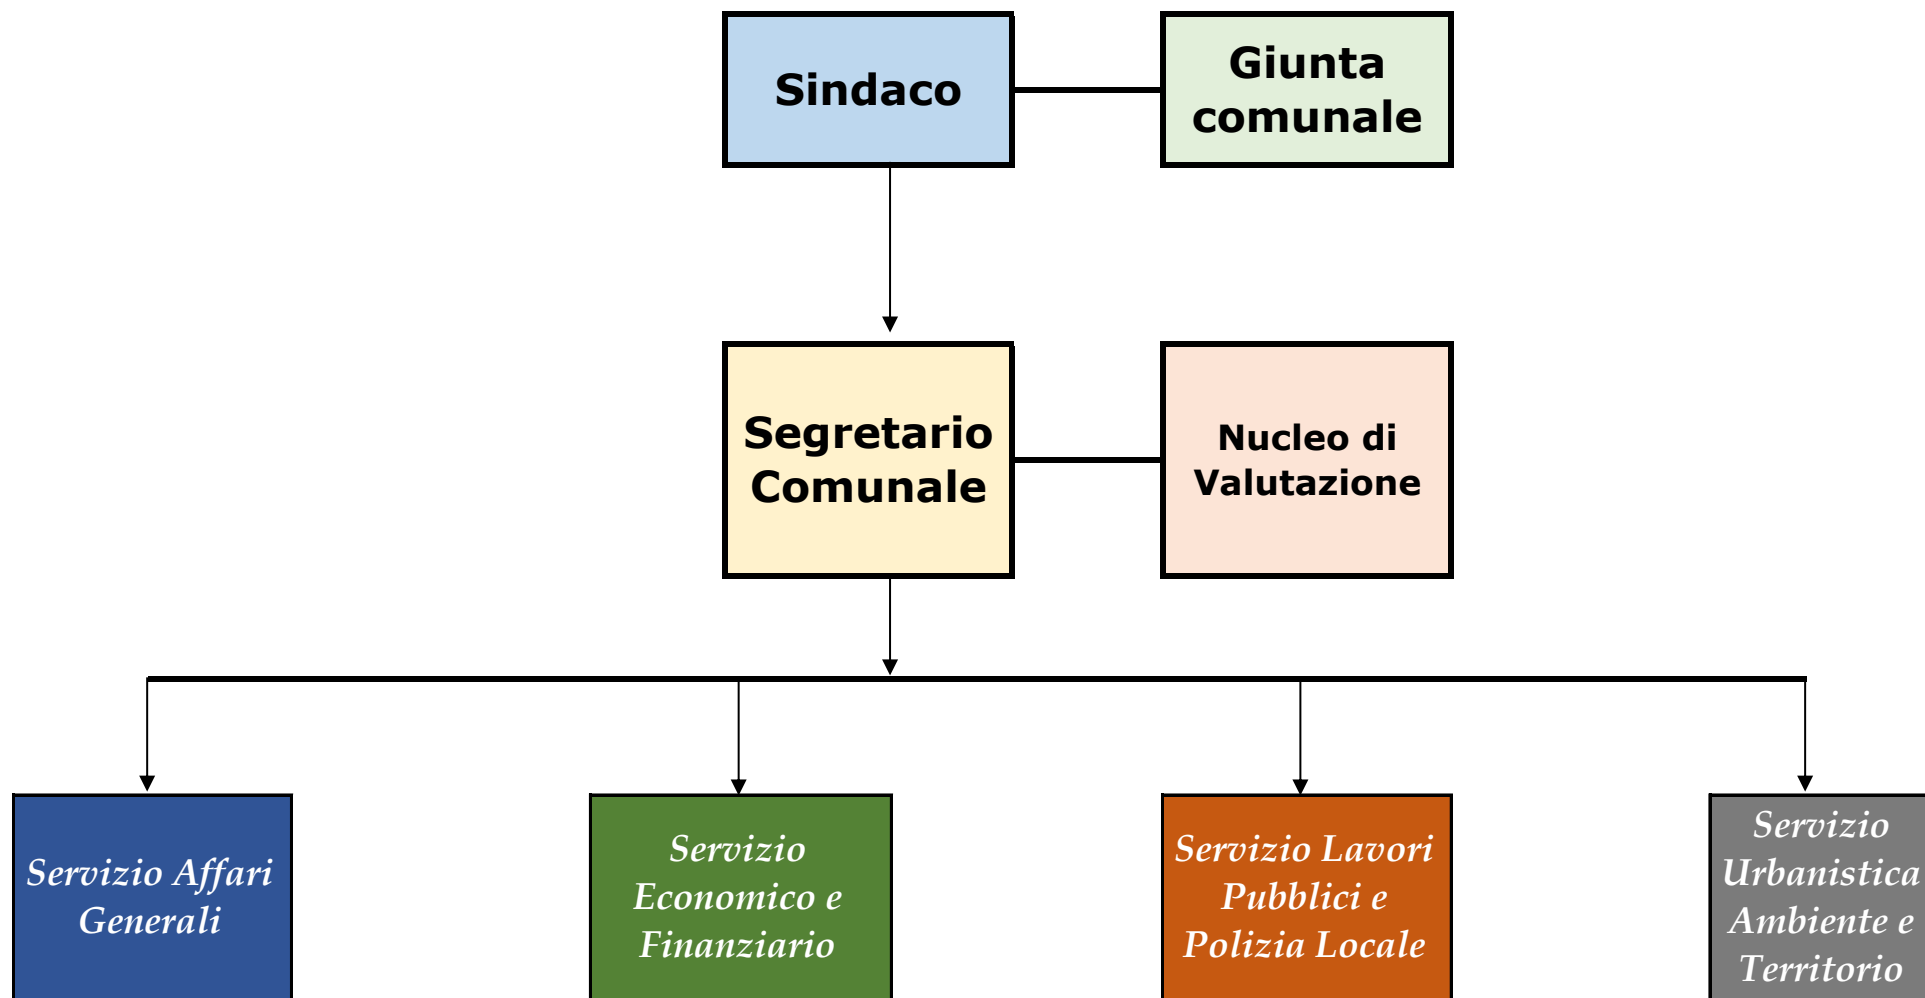 Sindaco
Giunta
comunale
Segretario
Comunale
Nucleo di
Valutazione
Servizio Affari
Generali
Servizio
Economico e
Finanziario
Servizio Lavori
Pubblici e
Polizia Locale
Servizio
Urbanistica
Ambiente e
Territorio